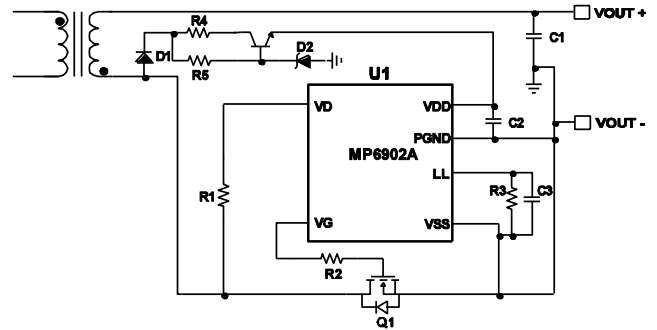 R4
VOUT +
D2
C1
D1
R5
U1
VD
VDD
C2
VOUT -
PGND
MP6902A
LL
R1
R3
C3
VG
VSS
R2
Q1